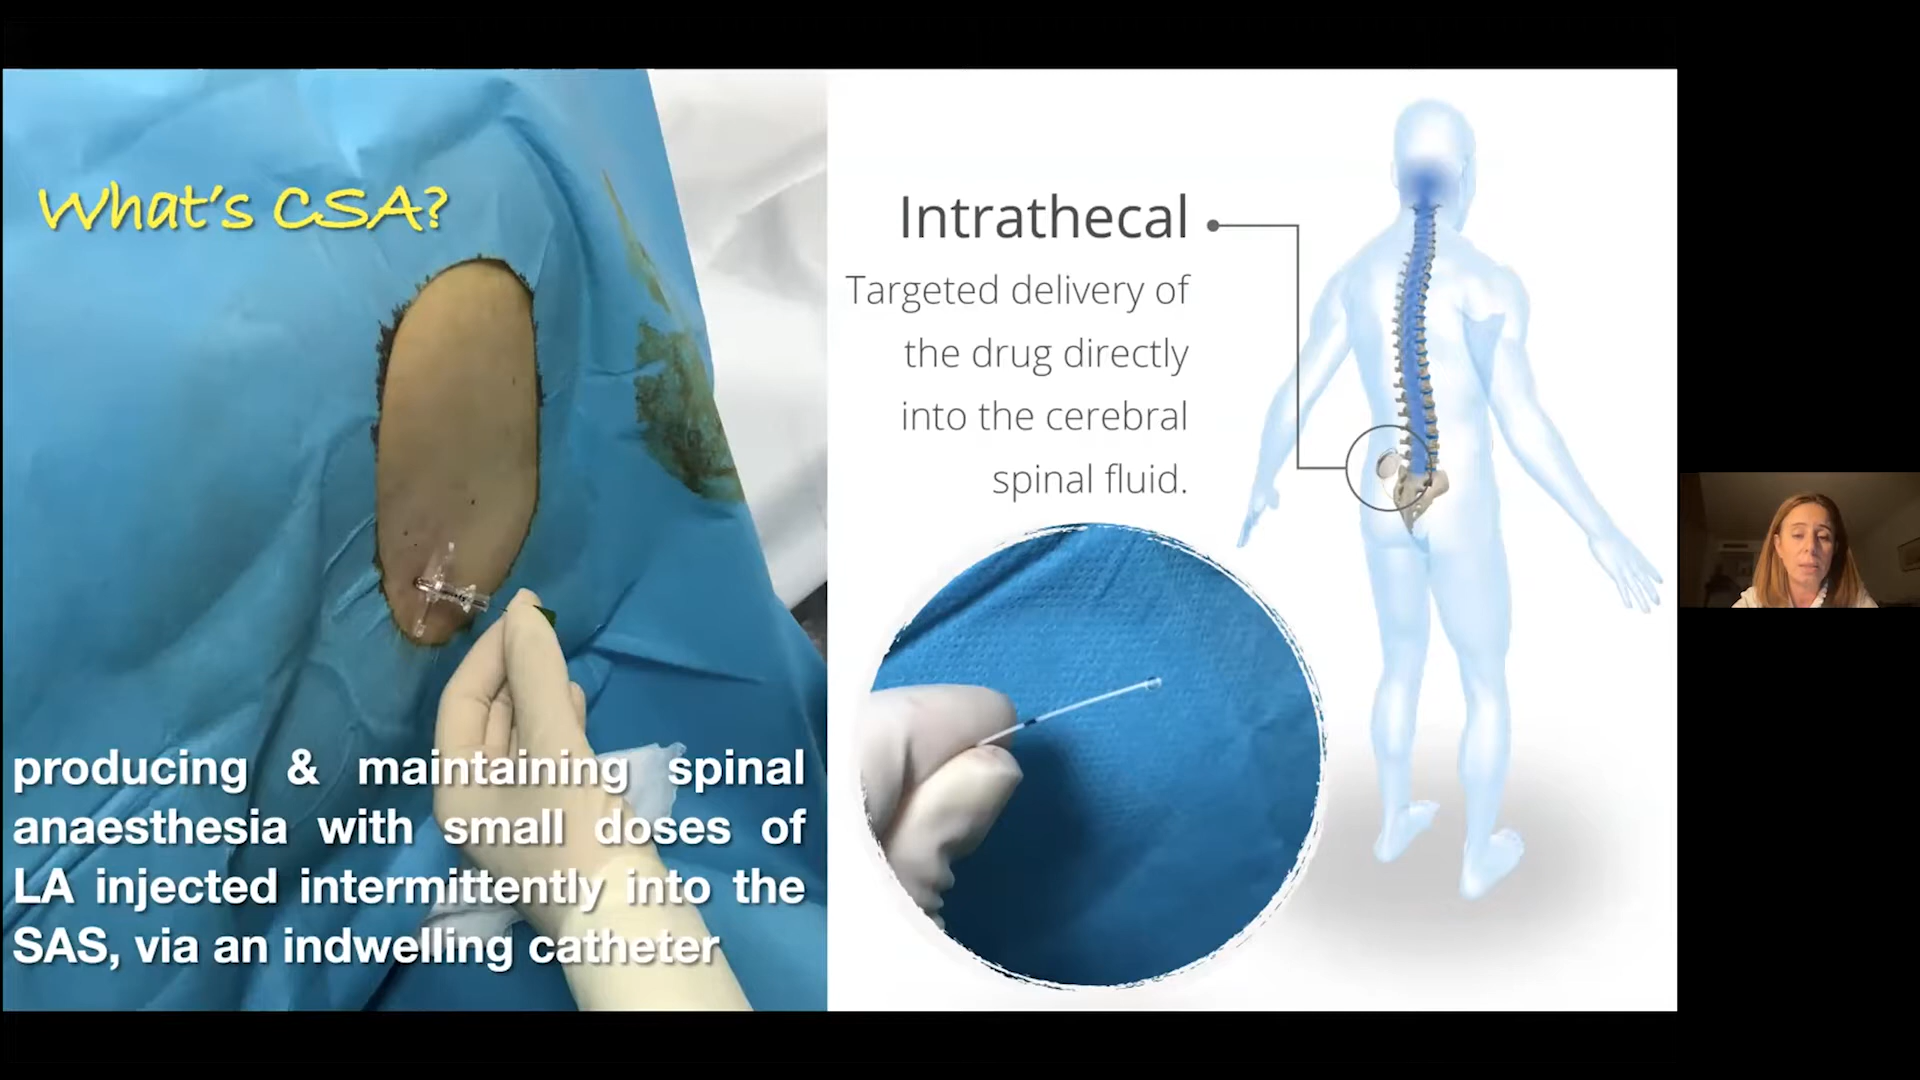 What's CSA?
producing & maintaining spinal
anaesthesia with small doses of
LA injected intermittently into the
SAS, via an indwelling catheter
Intrathecal
Targeted delivery of
the drug directly
into the cerebral
spinal fluid.